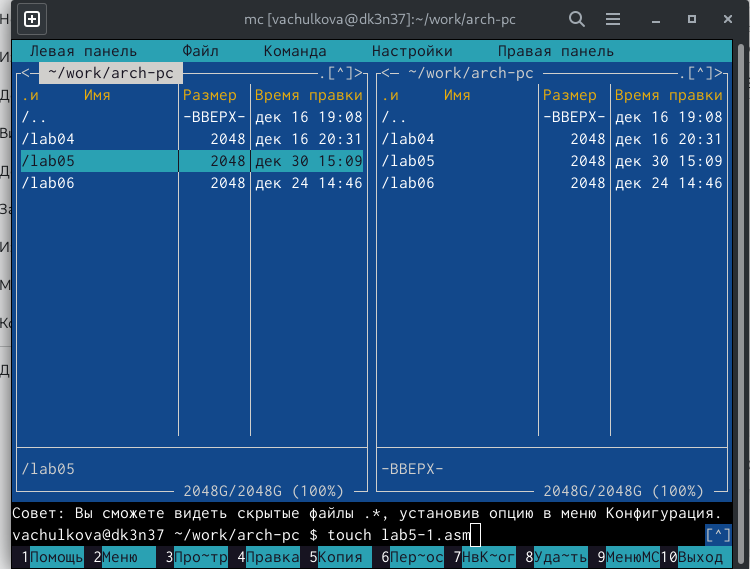 mc [vachulkova@dk3n37]:~/work/arch-pc
Левая панель Файл Команда Настройки Правая панель
<— ~/work/arch-pc .[^]> <— ~/work/arch-pc .[^]>
.и Имя Размер Время правки .и Имя Размер Время правки
/.. -ВВЕРХ- дек 16 19:08 /.. -ВВЕРХ- дек 16 19:08
/lab04 2048 дек 16 20:31 /lab04 2048 дек 16 20:31
/lab05 2048 дек 30 15:09 /lab05 2048 дек 30 15:09
/lab06 2048 дек 24 14:46 /lab06 2048 дек 24 14:46
/lab05 -ВВЕРХ-
2048G/2048G (100%) 2048G/2048G (100%)
Совет: Вы сможете видеть скрытые файлы .*, установив опцию в меню Конфигурация.
vachulkova@dk3n37 ~/work/arch-pc $ touch lab5-1.asm [^]
1Помощь 2Меню 3Про~тр 4Правка 5Копия 6Пер~ос 7НвК~ог 8Уда~ть 9МенюMC 10Выход